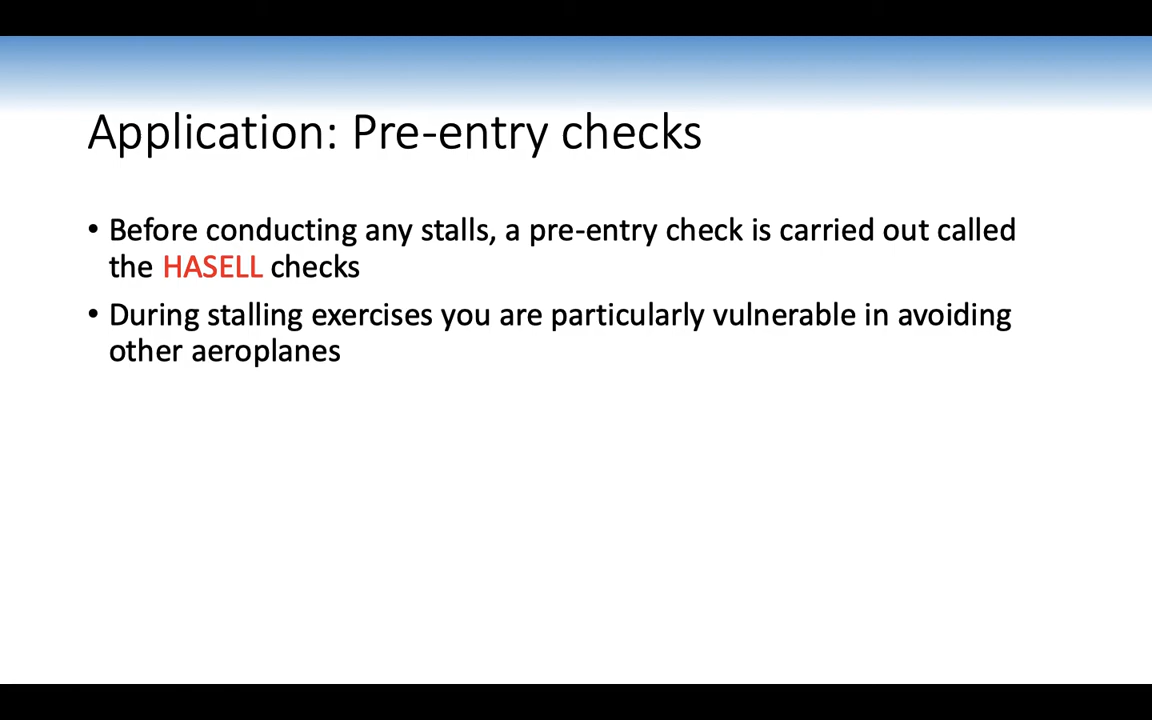 Application: Pre-entry checks
• Before conducting any stalls, a pre-entry check is carried out called
the HASELL checks
• During stalling exercises you are particularly vulnerable in avoiding
other aeroplanes